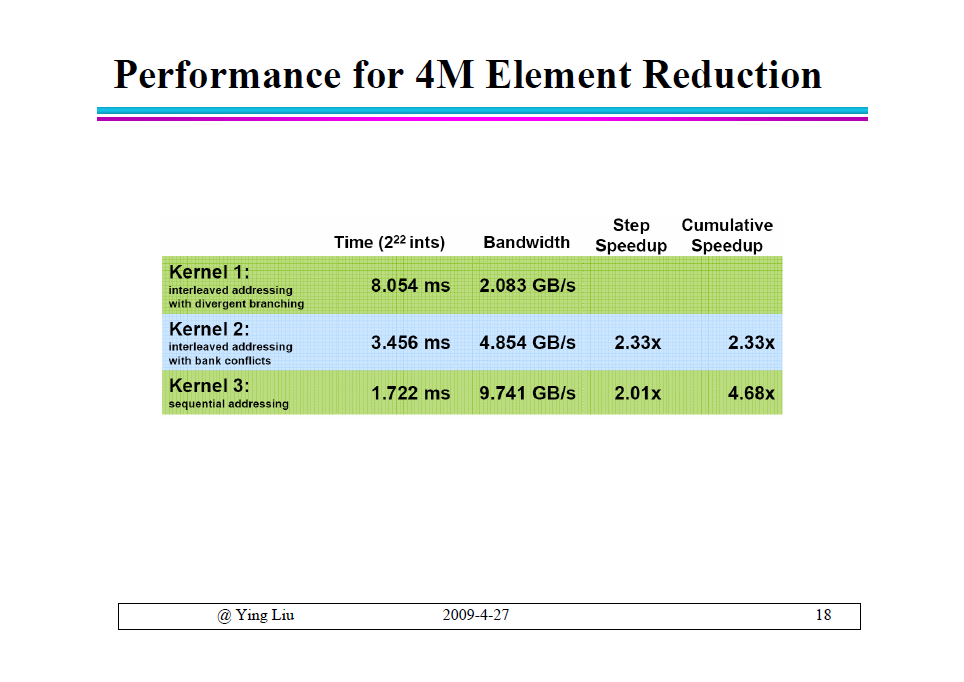 Performance for 4M Element Reduction
Time (2²² ints) Bandwidth Step Speedup Cumulative Speedup
Kernel 1:
interleaved addressing
with divergent branching
8.054 ms 2.083 GB/s
Kernel 2:
interleaved addressing
with bank conflicts
3.456 ms 4.854 GB/s 2.33x 2.33x
Kernel 3:
sequential addressing
1.722 ms 9.741 GB/s 2.01x 4.68x
@ Ying Liu 2009-4-27 18